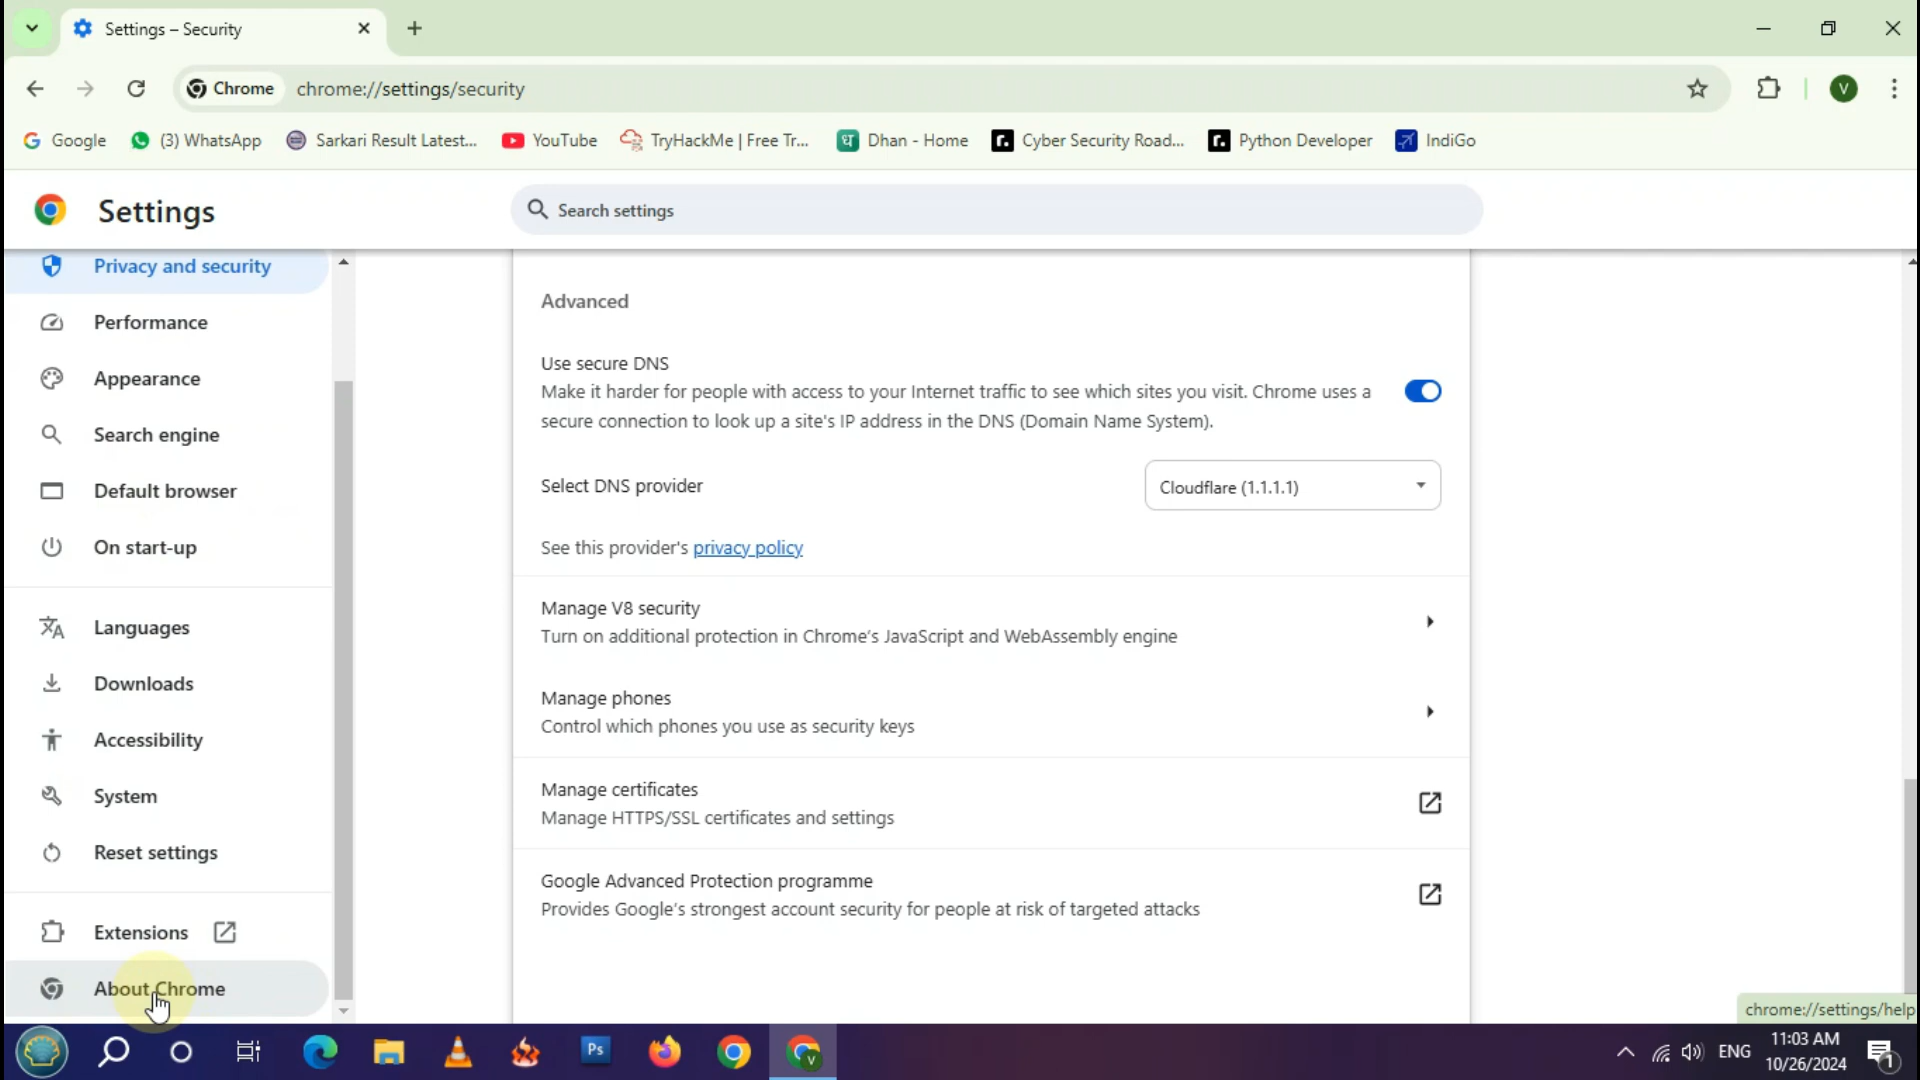 Settings – Security
Chrome
chrome://settings/security
Google
(3) WhatsApp
Sarkari Result Latest...
YouTube
TryHackMe | Free Tr...
Dhan - Home
Cyber Security Road...
Python Developer
IndiGo
V
Settings
Search settings
Privacy and security
Performance
Appearance
Search engine
Default browser
On start-up
Languages
Downloads
Accessibility
System
Reset settings
Extensions
About Chrome
Advanced
Use secure DNS
Make it harder for people with access to your Internet traffic to see which sites you visit. Chrome uses a
secure connection to look up a site's IP address in the DNS (Domain Name System).
Select DNS provider
Cloudflare (1.1.1.1)
See this provider's privacy policy
Manage V8 security
Turn on additional protection in Chrome's JavaScript and WebAssembly engine
Manage phones
Control which phones you use as security keys
Manage certificates
Manage HTTPS/SSL certificates and settings
Google Advanced Protection programme
Provides Google's strongest account security for people at risk of targeted attacks
chrome://settings/help
Ps
V
ENG
11:03 AM
10/26/2024
1